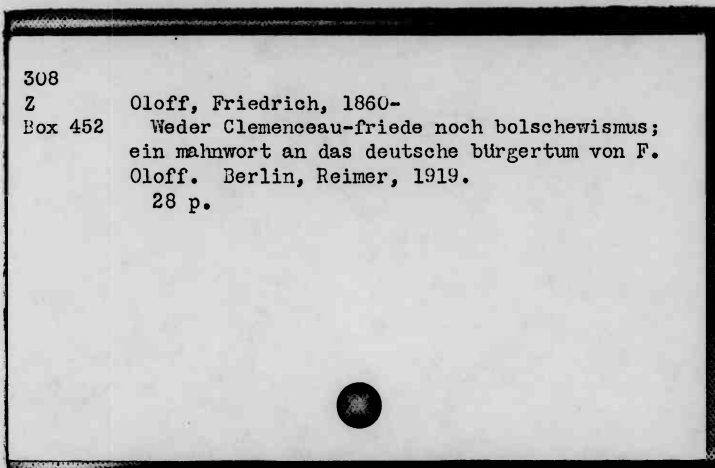 308
Z Oloff, Friedrich, 1860-
Box 452 Weder Clemenceau-friede noch bolschewismus;
ein mahnwort an das deutsche bürgertum von F.
Oloff. Berlin, Reimer, 1919.
28 p.